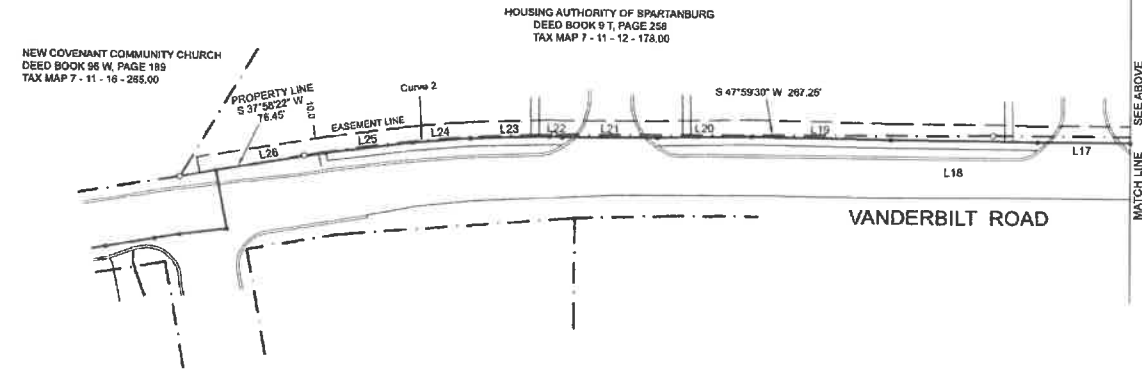 HOUSING AUTHORITY OF SPARTANBURG
DEED BOOK 9 T, PAGE 258
TAX MAP 7 - 11 - 12 - 178.00
NEW COVENANT COMMUNITY CHURCH
DEED BOOK 96 W, PAGE 189
TAX MAP 7 - 11 - 16 - 265.00
PROPERTY LINE
S 37°58'22" W
76.45'
10.0
EASEMENT LINE
Curve 2
S 47°59'30" W 267.25'
L26
L25
L24
L23
L22
L21
L20
L19
L18
L17
VANDERBILT ROAD
MATCH LINE SEE ABOVE